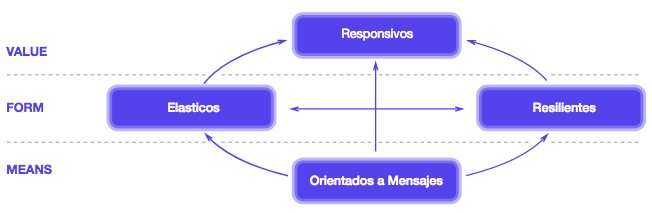 Responsivos
VALUE
FORM
Elasticos
Resilientes
MEANS
Orientados a Mensajes